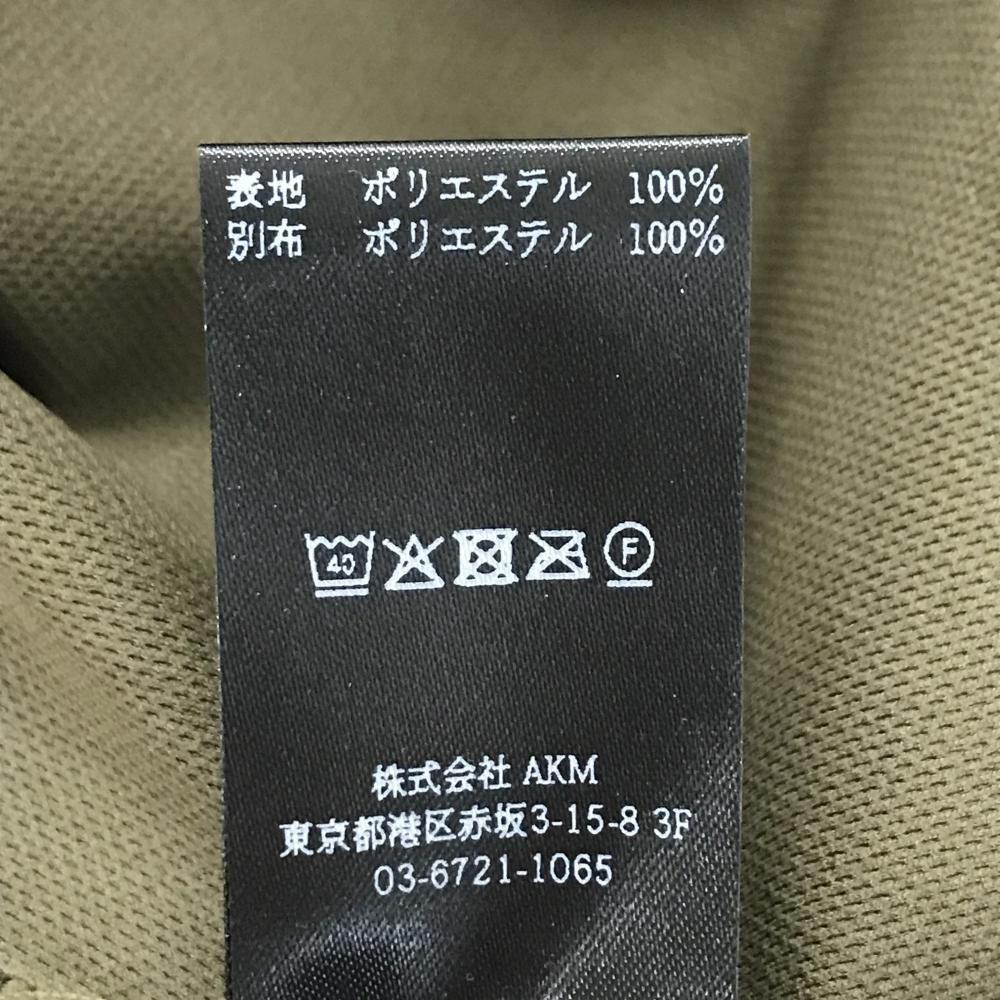 表地 ポリエステル 100%
別布 ポリエステル 100%
40 F
株式会社 AKM
東京都港区赤坂3-15-8 3F
03-6721-1065